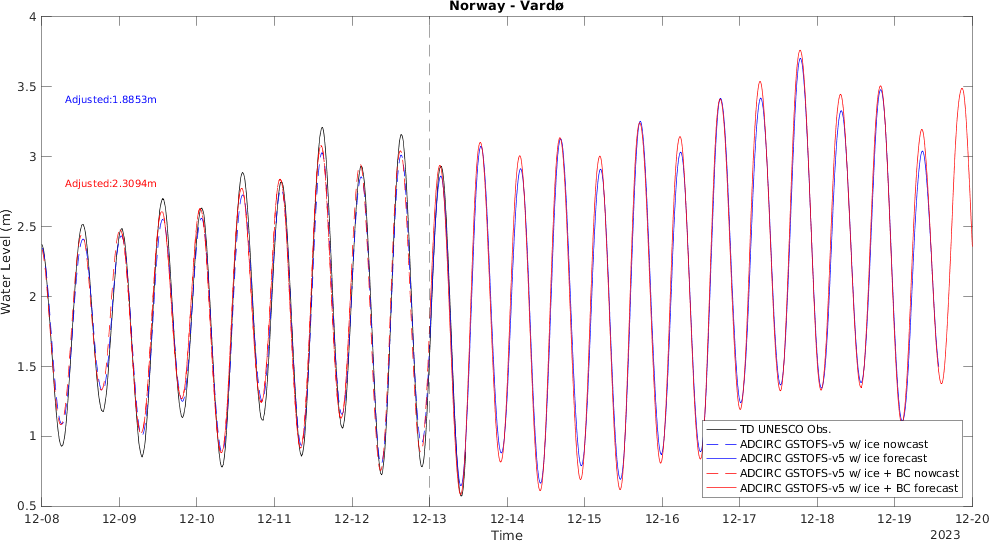 Norway - Vardø
4
3.5
3
2.5
2
1.5
1
0.5
Water Level (m)
Adjusted:1.8853m
Adjusted:2.3094m
TD UNESCO Obs.
ADCIRC GSTOFS-v5 w/ ice nowcast
ADCIRC GSTOFS-v5 w/ ice forecast
ADCIRC GSTOFS-v5 w/ ice + BC nowcast
ADCIRC GSTOFS-v5 w/ ice + BC forecast
12-08 12-09 12-10 12-11 12-12 12-13 12-14 12-15 12-16 12-17 12-18 12-19 12-20
Time
2023